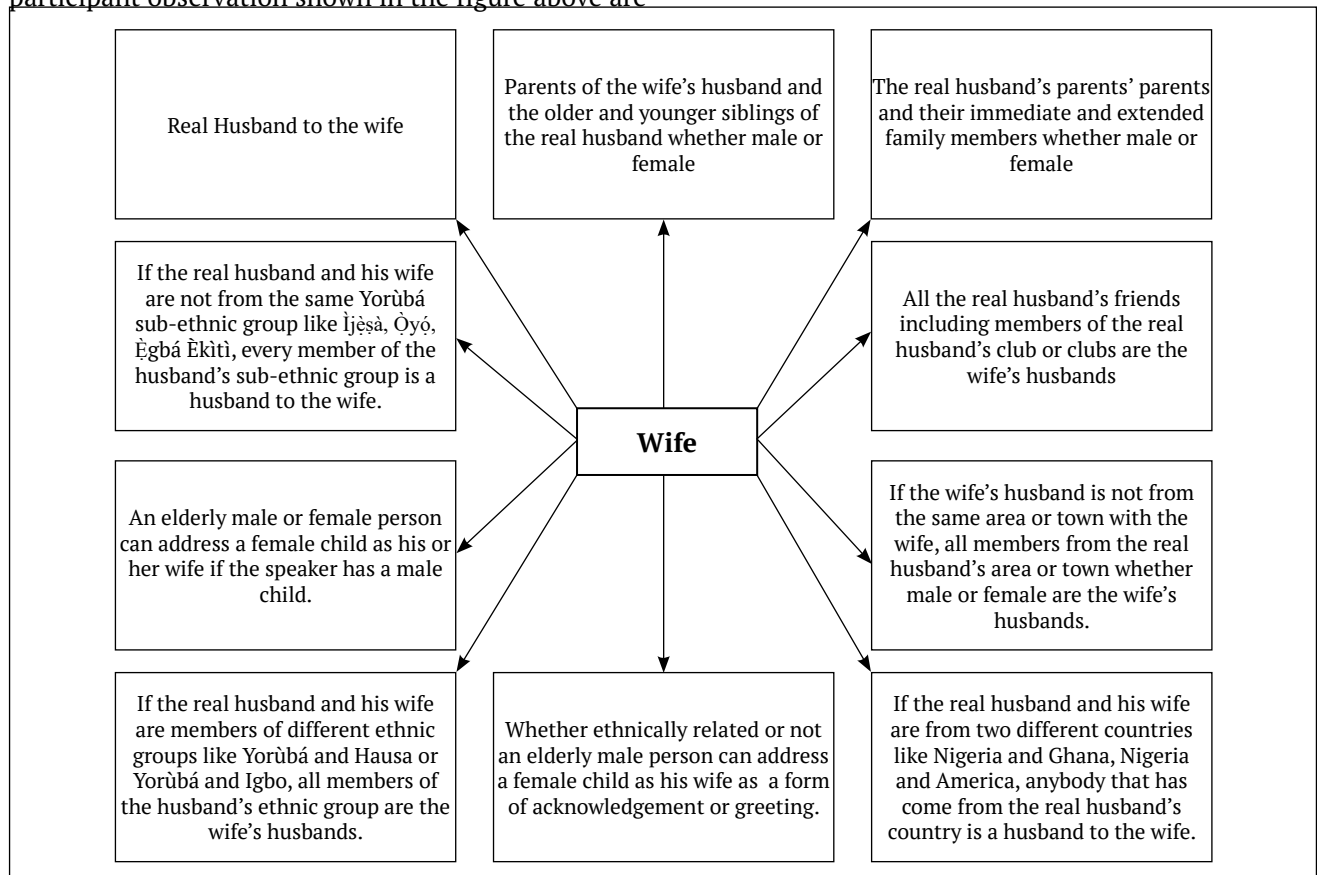 participant observation shown in the figure above are
Real Husband to the wife
Parents of the wife’s husband and
the older and younger siblings of
the real husband whether male or
female
The real husband’s parents’ parents
and their immediate and extended
family members whether male or
female
If the real husband and his wife
are not from the same Yorùbá
sub-ethnic group like Ìjẹ̀ṣà, Ọ̀yọ́,
Ẹ̀gbá Èkìtì, every member of the
husband’s sub-ethnic group is a
husband to the wife.
All the real husband’s friends
including members of the real
husband’s club or clubs are the
wife’s husbands
Wife
An elderly male or female person
can address a female child as his or
her wife if the speaker has a male
child.
If the wife’s husband is not from
the same area or town with the
wife, all members from the real
husband’s area or town whether
male or female are the wife’s
husbands.
If the real husband and his wife
are members of different ethnic
groups like Yorùbá and Hausa or
Yorùbá and Igbo, all members of
the husband’s ethnic group are the
wife’s husbands.
Whether ethnically related or not
an elderly male person can address
a female child as his wife as a form
of acknowledgement or greeting.
If the real husband and his wife
are from two different countries
like Nigeria and Ghana, Nigeria
and America, anybody that has
come from the real husband’s
country is a husband to the wife.